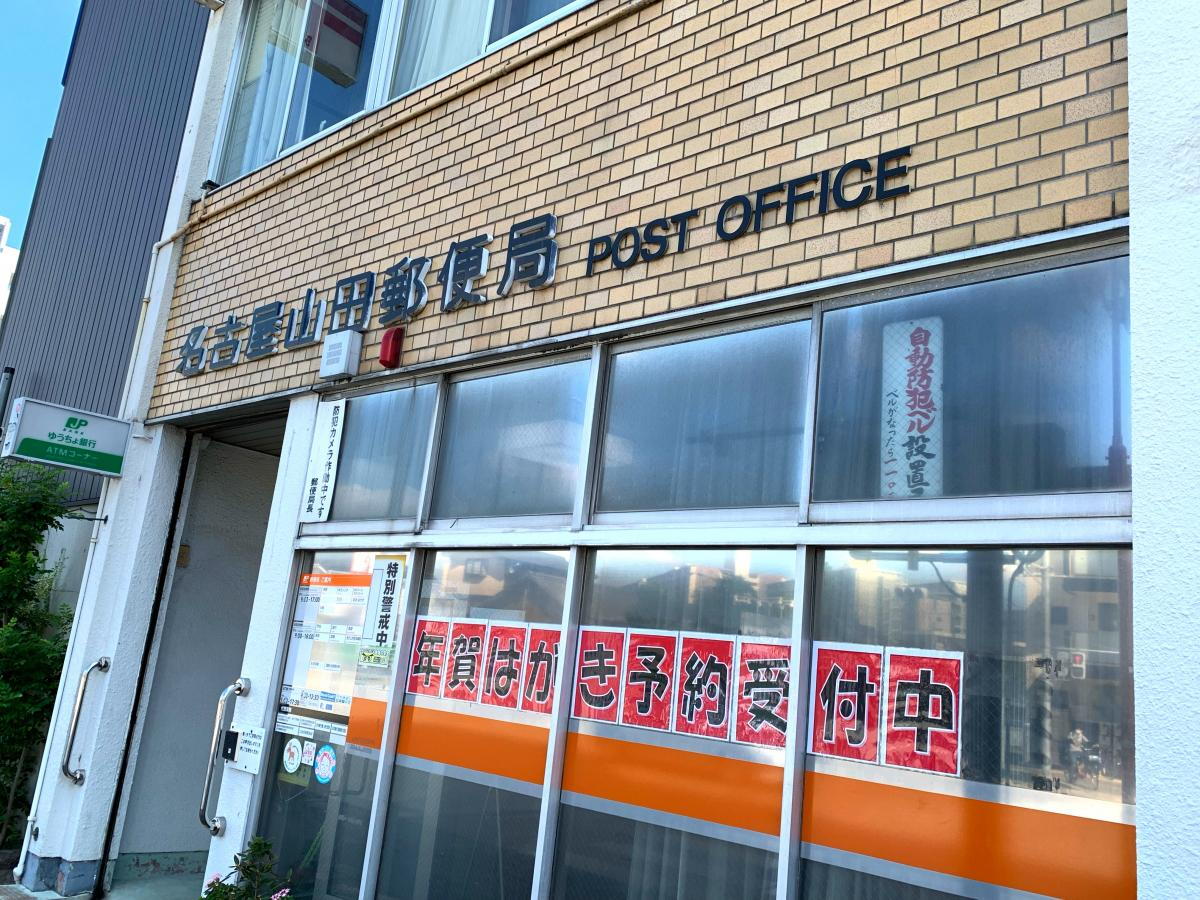 名古屋山田郵便局 POST OFFICE
JP
ゆうちょ銀行
ATMコーナー
防犯カメラ作動中です
郵便局長
自動防犯ベル設置
ベルがなったら一一〇
特別警戒中
年賀はがき予約受付中